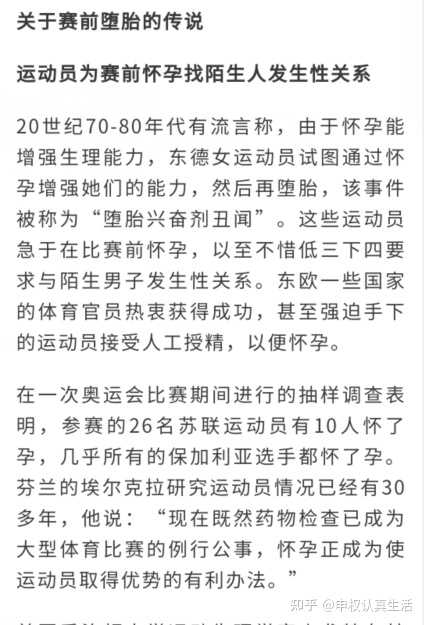 关于赛前堕胎的传说
运动员为赛前怀孕找陌生人发生性关系
20世纪70-80年代有流言称，由于怀孕能
增强生理能力，东德女运动员试图通过怀
孕增强她们的能力，然后再堕胎，该事件
被称为“堕胎兴奋剂丑闻”。这些运动员
急于在比赛前怀孕，以至不惜低三下四要
求与陌生男子发生性关系。东欧一些国家
的体育官员热衷获得成功，甚至强迫手下
的运动员接受人工授精，以便怀孕。
在一次奥运会比赛期间进行的抽样调查表
明，参赛的26名苏联运动员有10人怀了
孕，几乎所有的保加利亚选手都怀了孕。
芬兰的埃尔克拉研究运动员情况已经有30
多年，他说：“现在既然药物检查已成为
大型体育比赛的例行公事，怀孕正成为使
运动员取得优势的有利办法。”
知乎 @申权认真生活